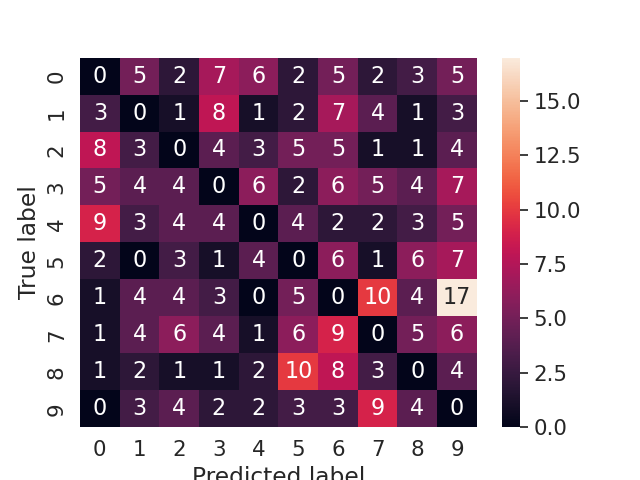 0 0 5 2 7 6 2 5 2 3 5
1 3 0 1 8 1 2 7 4 1 3
2 8 3 0 4 3 5 5 1 1 4
3 5 4 4 0 6 2 6 5 4 7
4 9 3 4 4 0 4 2 2 3 5
5 2 0 3 1 4 0 6 1 6 7
6 1 4 4 3 0 5 0 10 4 17
7 1 4 6 4 1 6 9 0 5 6
8 1 2 1 1 2 10 8 3 0 4
9 0 3 4 2 2 3 3 9 4 0
0 1 2 3 4 5 6 7 8 9
Predicted label
True label
15.0
12.5
10.0
7.5
5.0
2.5
0.0